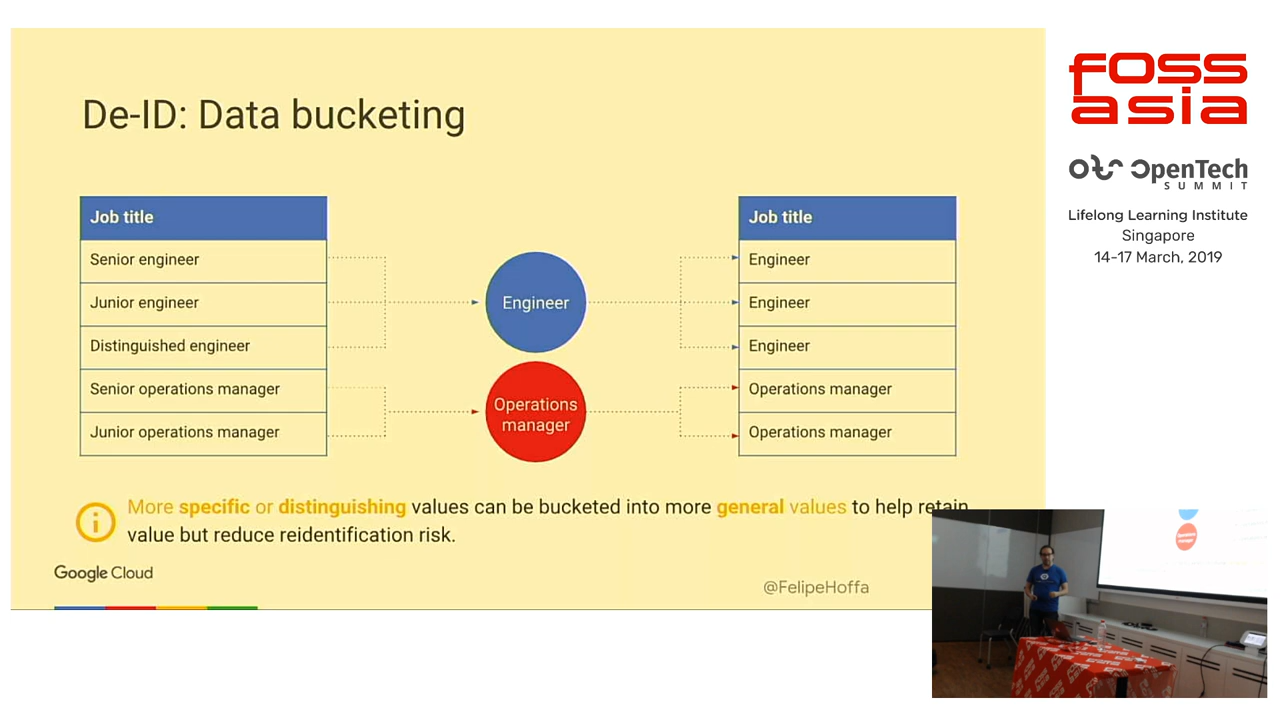 De-ID: Data bucketing
Job title
Senior engineer
Junior engineer
Distinguished engineer
Senior operations manager
Junior operations manager
Engineer
Operations
manager
Job title
Engineer
Engineer
Engineer
Operations manager
Operations manager
More specific or distinguishing values can be bucketed into more general values to help retain
value but reduce reidentification risk.
Google Cloud
@FelipeHoffa
FOSS
asia
OpenTech
SUMMIT
Lifelong Learning Institute
Singapore
14-17 March, 2019